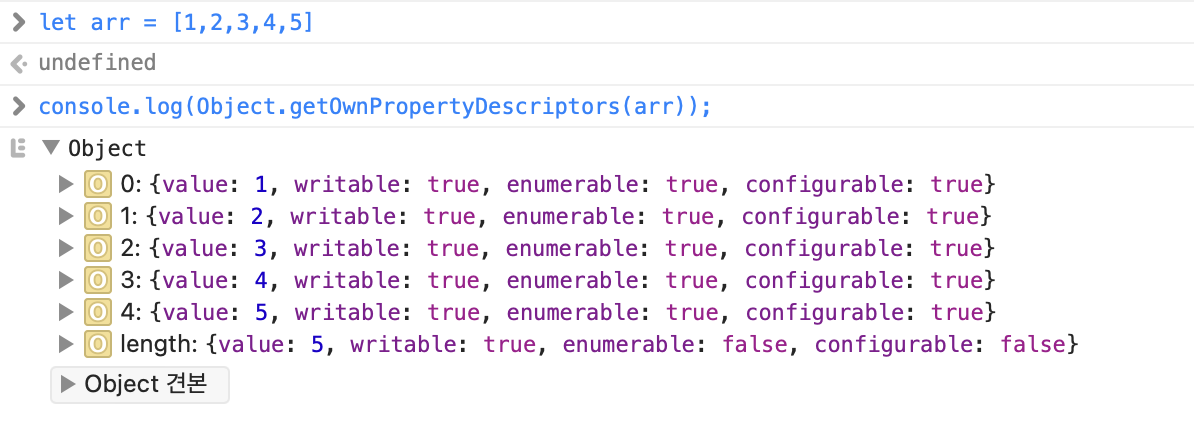 let arr = [1,2,3,4,5]
undefined
console.log(Object.getOwnPropertyDescriptors(arr));
Object
0: {value: 1, writable: true, enumerable: true, configurable: true}
1: {value: 2, writable: true, enumerable: true, configurable: true}
2: {value: 3, writable: true, enumerable: true, configurable: true}
3: {value: 4, writable: true, enumerable: true, configurable: true}
4: {value: 5, writable: true, enumerable: true, configurable: true}
length: {value: 5, writable: true, enumerable: false, configurable: false}
Object 견본